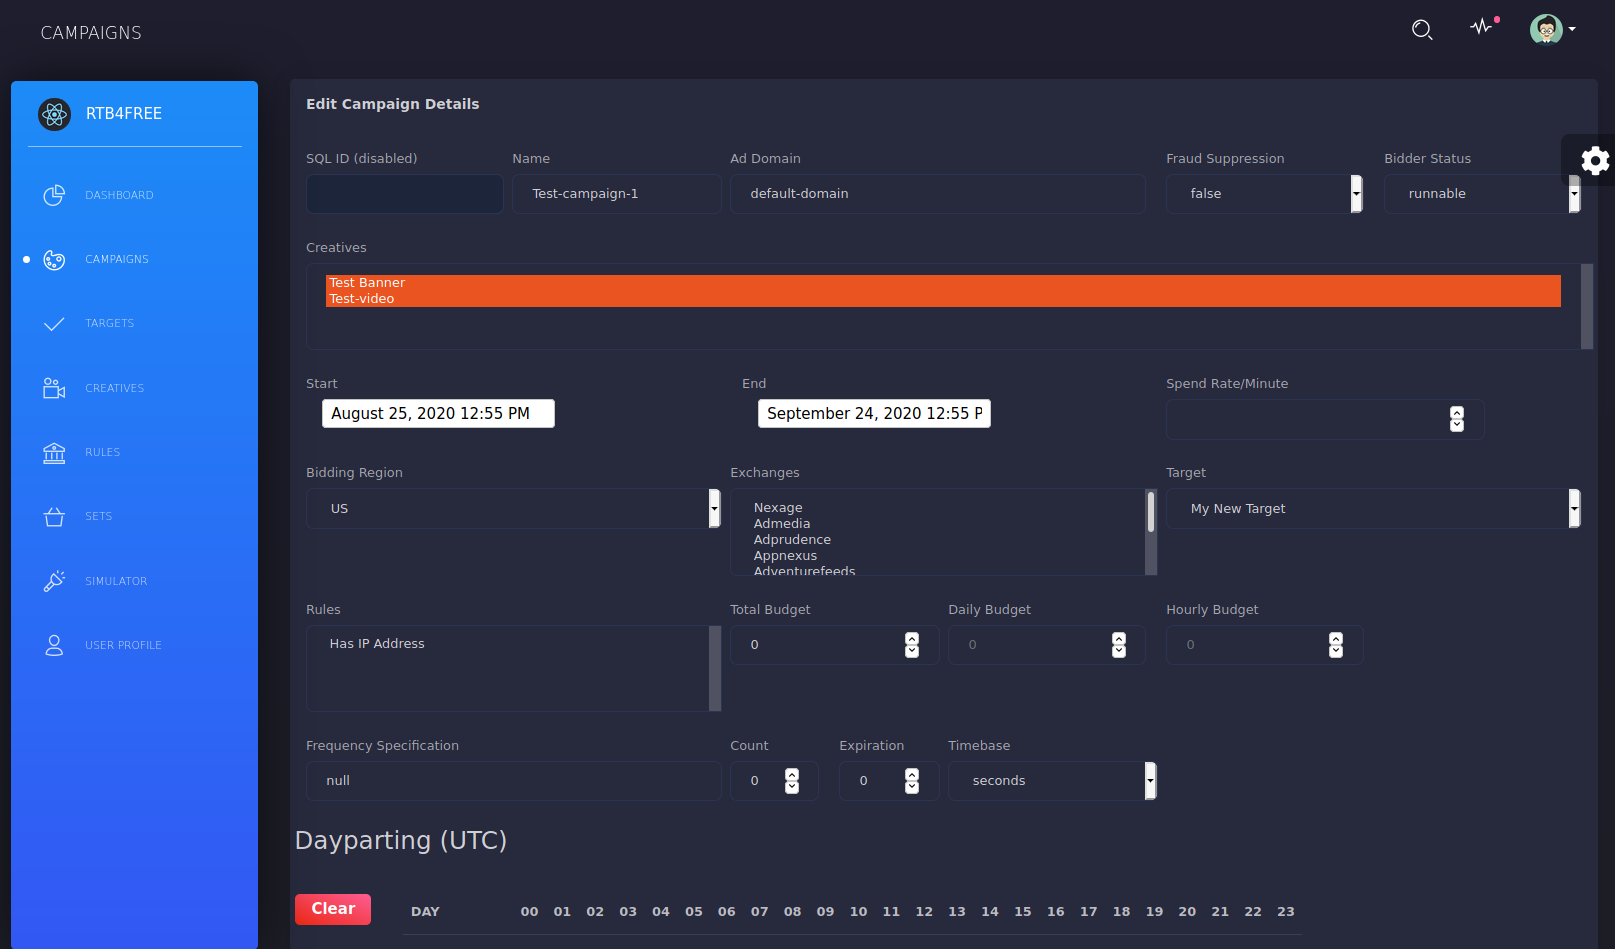 CAMPAIGNS
RTB4FREE
DASHBOARD
CAMPAIGNS
TARGETS
CREATIVES
RULES
SETS
SIMULATOR
USER PROFILE
Edit Campaign Details
SQL ID (disabled) Name Ad Domain Fraud Suppression Bidder Status
Test-campaign-1 default-domain false runnable
Creatives
Test Banner
Test-video
Start End Spend Rate/Minute
August 25, 2020 12:55 PM September 24, 2020 12:55 P
Bidding Region Exchanges Target
US Nexage My New Target
Admedia
Adprudence
Appnexus
Adventurefeeds
Rules Total Budget Daily Budget Hourly Budget
Has IP Address 0 0 0
Frequency Specification Count Expiration Timebase
null 0 0 seconds
Dayparting (UTC)
Clear DAY 00 01 02 03 04 05 06 07 08 09 10 11 12 13 14 15 16 17 18 19 20 21 22 23